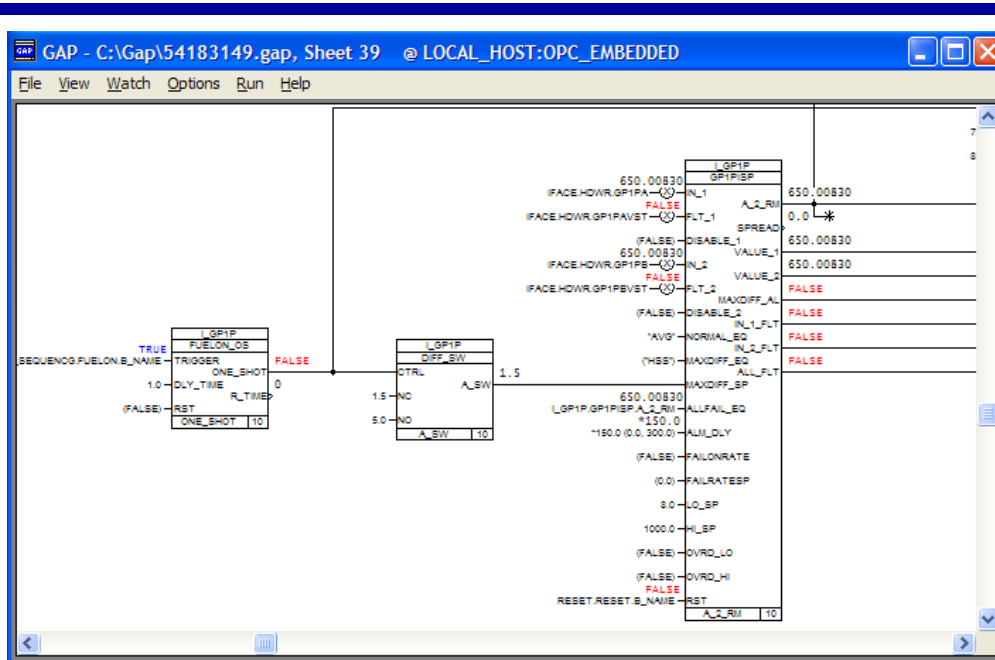 GAP - C:\Gap\54183149.gap, Sheet 39 @ LOCAL_HOST:OPC_EMBEDDED
File View Watch Options Run Help
7
8
I_GP1P
GP1PISP
650.00830
IFACE.HDWR.GP1PA (X) IN_1
650.00830
A_2_RM
FALSE
IFACE.HDWR.GP1PAVST (X) FLT_1
0.0
SPREAD
(FALSE) DISABLE_1
650.00830
VALUE_1
650.00830
IFACE.HDWR.GP1PB (X) IN_2
650.00830
VALUE_2
FALSE
IFACE.HDWR.GP1PBVST (X) FLT_2
FALSE
MAXDIFF_AL
(FALSE) DISABLE_2
FALSE
IN_1_FLT
"AVG" NORMAL_EQ
FALSE
IN_2_FLT
("HSS") MAXDIFF_EQ
FALSE
ALL_FLT
MAXDIFF_SP
650.00830
I_GP1P.GP1PISP.A_2_RM ALLFAIL_EQ
*150.0
*150.0 (0.0, 300.0) ALM_DLY
(FALSE) FAILONRATE
(0.0) FAILRATESP
8.0 LO_SP
1000.0 HI_SP
(FALSE) OVRD_LO
(FALSE) OVRD_HI
FALSE
RESET.RESET.B_NAME RST
A_2_RM 10
I_GP1P
FUELON_OS
TRUE
_SEQUENCG.FUELON.B_NAME TRIGGER
FALSE
ONE_SHOT
1.0 DLY_TIME
0
R_TIME
(FALSE) RST
ONE_SHOT 10
I_GP1P
DIFF_SW
CTRL
1.5
A_SW
1.5 NC
5.0 NO
A_SW 10